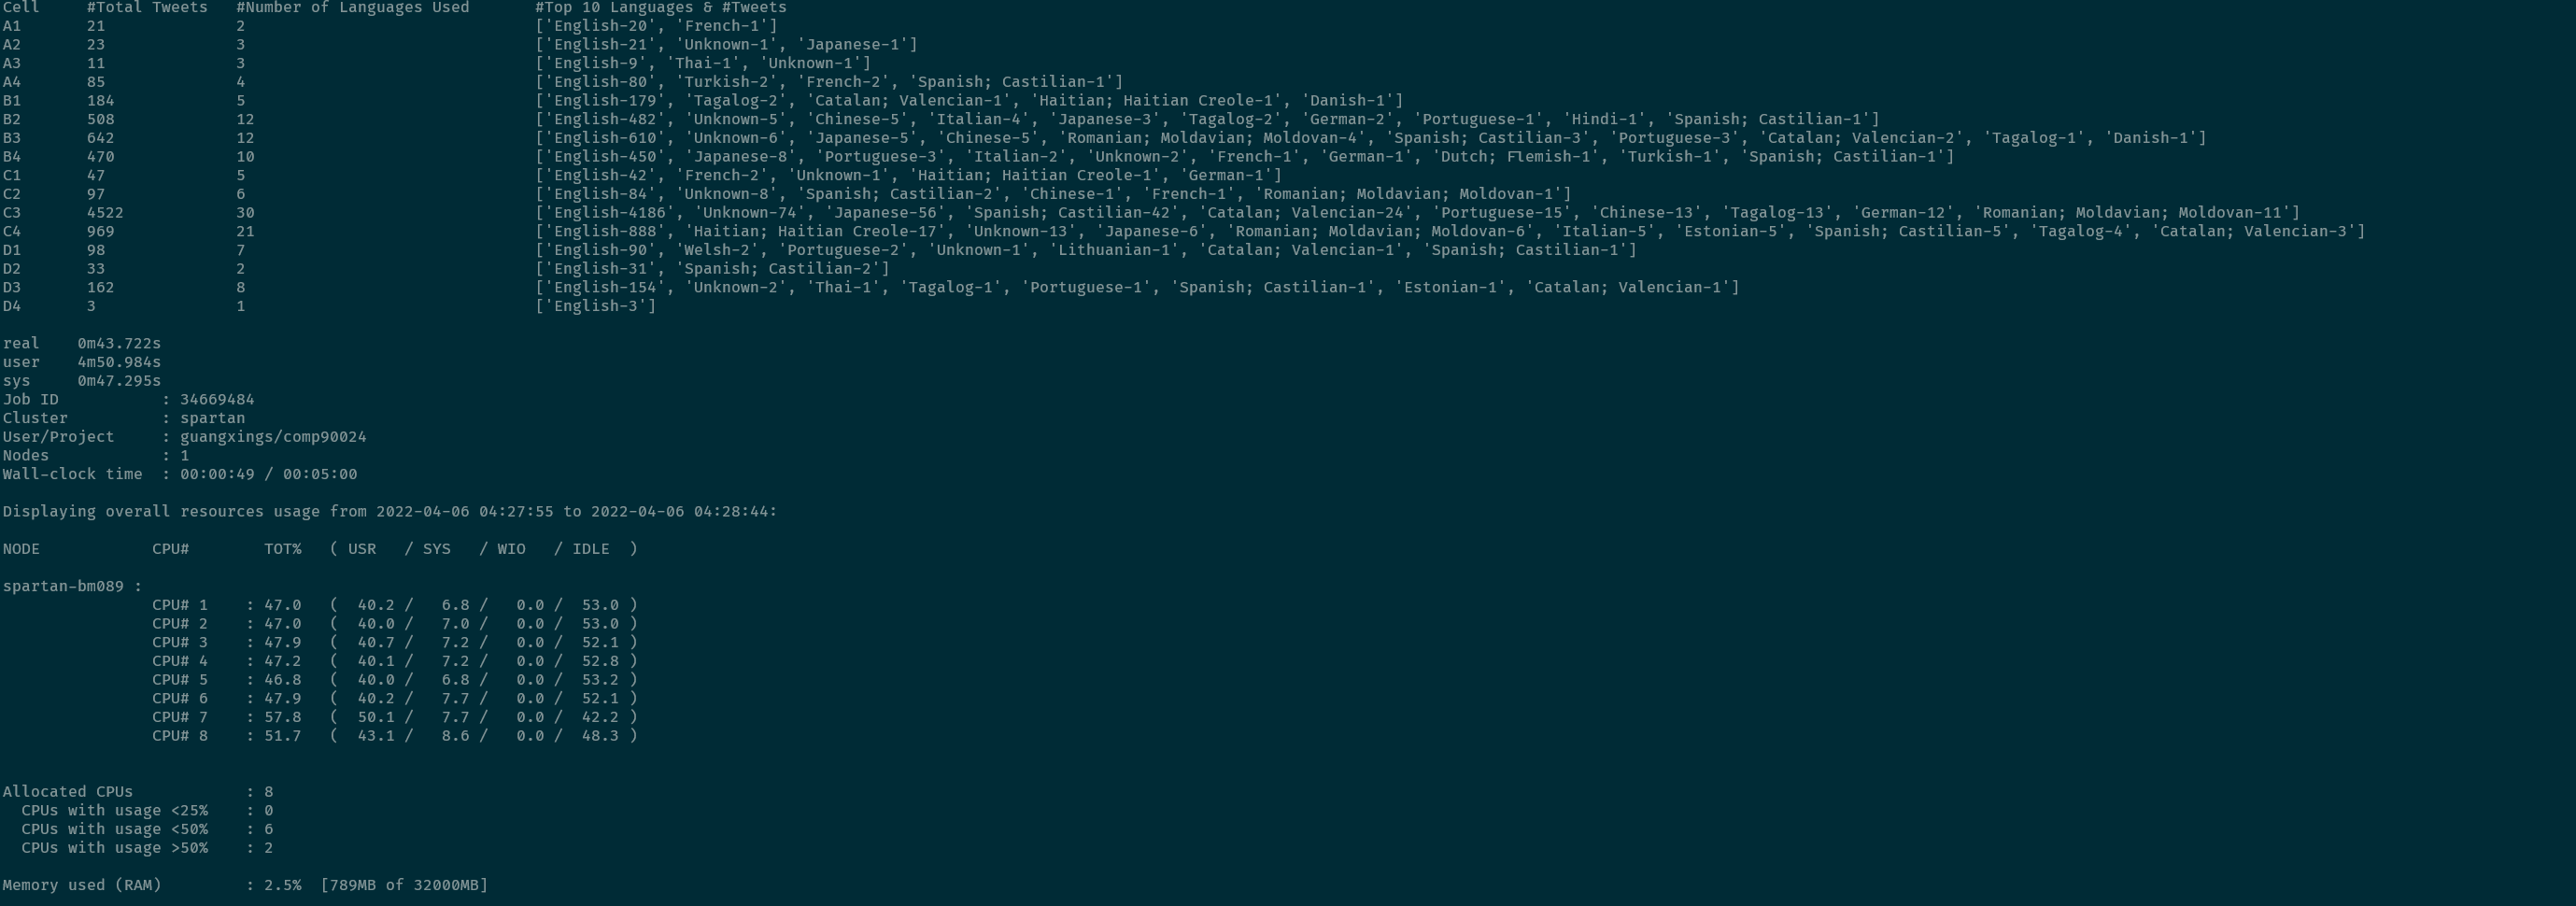 Cell #Total Tweets #Number of Languages Used #Top 10 Languages & #Tweets
A1 21 2 ['English-20', 'French-1']
A2 23 3 ['English-21', 'Unknown-1', 'Japanese-1']
A3 11 3 ['English-9', 'Thai-1', 'Unknown-1']
A4 85 4 ['English-80', 'Turkish-2', 'French-2', 'Spanish; Castilian-1']
B1 184 5 ['English-179', 'Tagalog-2', 'Catalan; Valencian-1', 'Haitian; Haitian Creole-1', 'Danish-1']
B2 508 12 ['English-482', 'Unknown-5', 'Chinese-5', 'Italian-4', 'Japanese-3', 'Tagalog-2', 'German-2', 'Portuguese-1', 'Hindi-1', 'Spanish; Castilian-1']
B3 642 12 ['English-610', 'Unknown-6', 'Japanese-5', 'Chinese-5', 'Romanian; Moldavian; Moldovan-4', 'Spanish; Castilian-3', 'Portuguese-3', 'Catalan; Valencian-2', 'Tagalog-1', 'Danish-1']
B4 470 10 ['English-450', 'Japanese-8', 'Portuguese-3', 'Italian-2', 'Unknown-2', 'French-1', 'German-1', 'Dutch; Flemish-1', 'Turkish-1', 'Spanish; Castilian-1']
C1 47 5 ['English-42', 'French-2', 'Unknown-1', 'Haitian; Haitian Creole-1', 'German-1']
C2 97 6 ['English-84', 'Unknown-8', 'Spanish; Castilian-2', 'Chinese-1', 'French-1', 'Romanian; Moldavian; Moldovan-1']
C3 4522 30 ['English-4186', 'Unknown-74', 'Japanese-56', 'Spanish; Castilian-42', 'Catalan; Valencian-24', 'Portuguese-15', 'Chinese-13', 'Tagalog-13', 'German-12', 'Romanian; Moldavian; Moldovan-11']
C4 969 21 ['English-888', 'Haitian; Haitian Creole-17', 'Unknown-13', 'Japanese-6', 'Romanian; Moldavian; Moldovan-6', 'Italian-5', 'Estonian-5', 'Spanish; Castilian-5', 'Tagalog-4', 'Catalan; Valencian-3']
D1 98 7 ['English-90', 'Welsh-2', 'Portuguese-2', 'Unknown-1', 'Lithuanian-1', 'Catalan; Valencian-1', 'Spanish; Castilian-1']
D2 33 2 ['English-31', 'Spanish; Castilian-2']
D3 162 8 ['English-154', 'Unknown-2', 'Thai-1', 'Tagalog-1', 'Portuguese-1', 'Spanish; Castilian-1', 'Estonian-1', 'Catalan; Valencian-1']
D4 3 1 ['English-3']
real 0m43.722s
user 4m50.984s
sys 0m47.295s
Job ID : 34669484
Cluster : spartan
User/Project : guangxings/comp90024
Nodes : 1
Wall-clock time : 00:00:49 / 00:05:00
Displaying overall resources usage from 2022-04-06 04:27:55 to 2022-04-06 04:28:44:
NODE CPU# TOT% ( USR / SYS / WIO / IDLE )
spartan-bm089 :
CPU# 1 : 47.0 ( 40.2 / 6.8 / 0.0 / 53.0 )
CPU# 2 : 47.0 ( 40.0 / 7.0 / 0.0 / 53.0 )
CPU# 3 : 47.9 ( 40.7 / 7.2 / 0.0 / 52.1 )
CPU# 4 : 47.2 ( 40.1 / 7.2 / 0.0 / 52.8 )
CPU# 5 : 46.8 ( 40.0 / 6.8 / 0.0 / 53.2 )
CPU# 6 : 47.9 ( 40.2 / 7.7 / 0.0 / 52.1 )
CPU# 7 : 57.8 ( 50.1 / 7.7 / 0.0 / 42.2 )
CPU# 8 : 51.7 ( 43.1 / 8.6 / 0.0 / 48.3 )
Allocated CPUs : 8
CPUs with usage <25% : 0
CPUs with usage <50% : 6
CPUs with usage >50% : 2
Memory used (RAM) : 2.5% [789MB of 32000MB]